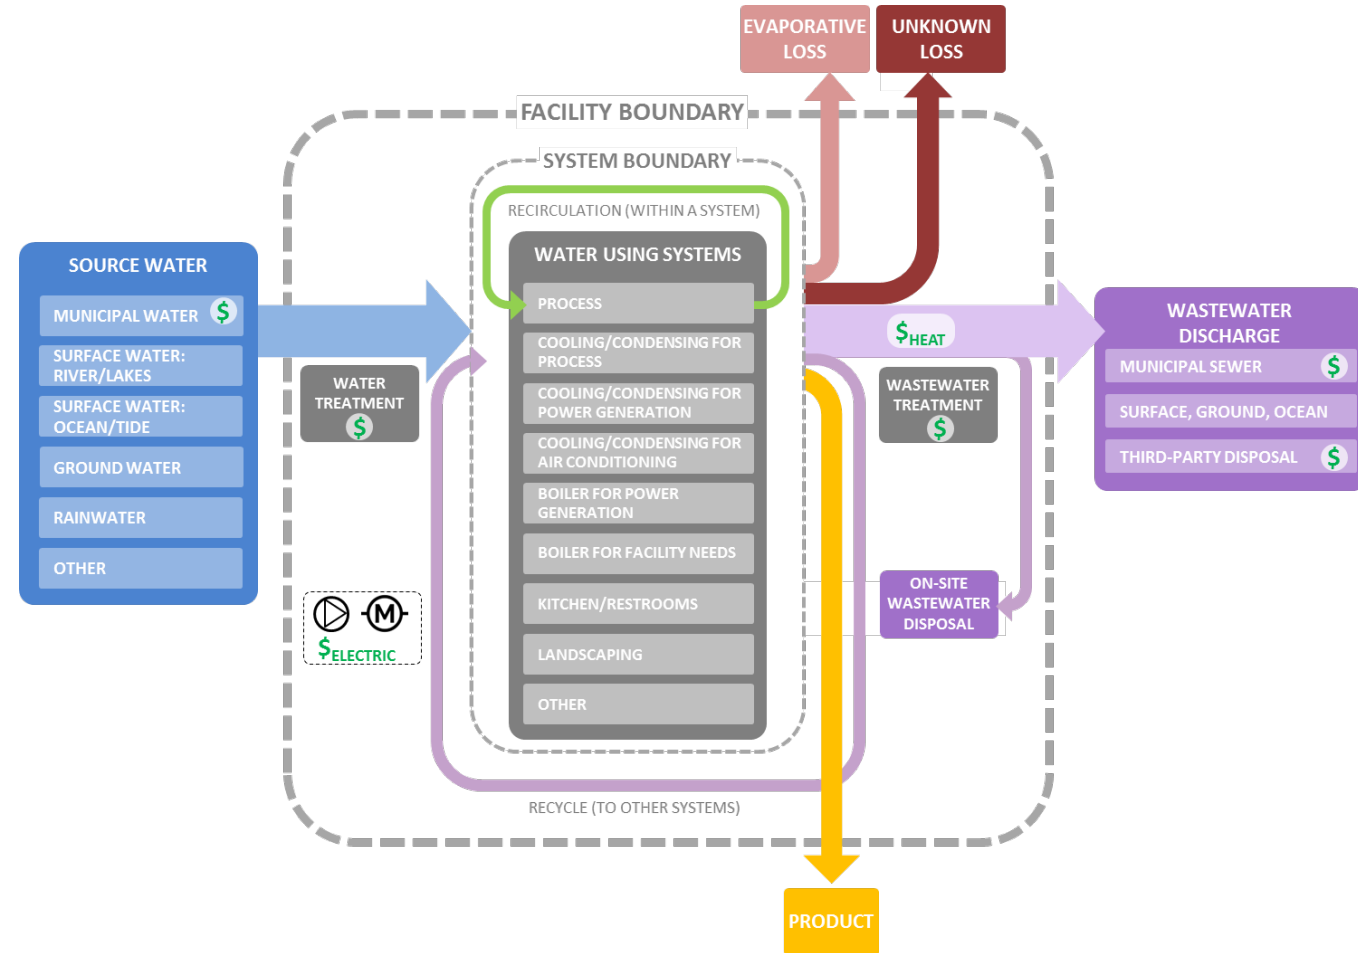 EVAPORATIVE
LOSS
UNKNOWN
LOSS
FACILITY BOUNDARY
SYSTEM BOUNDARY
RECIRCULATION (WITHIN A SYSTEM)
SOURCE WATER
MUNICIPAL WATER $
SURFACE WATER:
RIVER/LAKES
SURFACE WATER:
OCEAN/TIDE
GROUND WATER
RAINWATER
OTHER
WATER
TREATMENT
$
M
$ELECTRIC
WATER USING SYSTEMS
PROCESS
COOLING/CONDENSING FOR
PROCESS
COOLING/CONDENSING FOR
POWER GENERATION
COOLING/CONDENSING FOR
AIR CONDITIONING
BOILER FOR POWER
GENERATION
BOILER FOR FACILITY NEEDS
KITCHEN/RESTROOMS
LANDSCAPING
OTHER
RECYCLE (TO OTHER SYSTEMS)
$HEAT
WASTEWATER
TREATMENT
$
ON-SITE
WASTEWATER
DISPOSAL
WASTEWATER
DISCHARGE
MUNICIPAL SEWER $
SURFACE, GROUND, OCEAN
THIRD-PARTY DISPOSAL $
PRODUCT